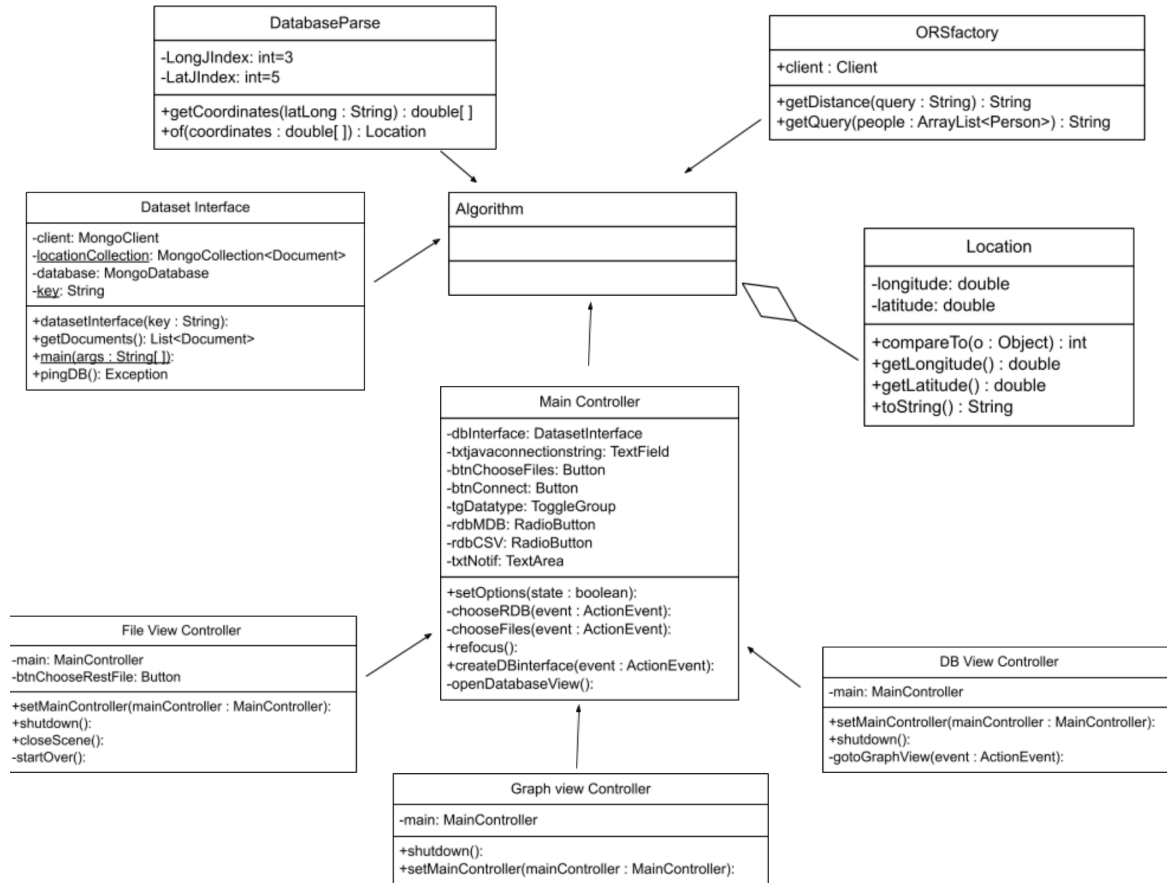 DatabaseParse
-LongJIndex: int=3
-LatJIndex: int=5
+getCoordinates(latLong : String) : double[ ]
+of(coordinates : double[ ]) : Location
ORSfactory
+client : Client
+getDistance(query : String) : String
+getQuery(people : ArrayList<Person>) : String
Dataset Interface
-client: MongoClient
-locationCollection: MongoCollection<Document>
-database: MongoDatabase
-key: String
+datasetInterface(key : String):
+getDocuments(): List<Document>
+main(args : String[ ]):
+pingDB(): Exception
Algorithm
Location
-longitude: double
-latitude: double
+compareTo(o : Object) : int
+getLongitude() : double
+getLatitude() : double
+toString() : String
Main Controller
-dbInterface: DatasetInterface
-txtjavaconnectionstring: TextField
-btnChooseFiles: Button
-btnConnect: Button
-tgDatatype: ToggleGroup
-rdbMDB: RadioButton
-rdbCSV: RadioButton
-txtNotif: TextArea
+setOptions(state : boolean):
-chooseRDB(event : ActionEvent):
-chooseFiles(event : ActionEvent):
+refocus():
+createDBinterface(event : ActionEvent):
-openDatabaseView():
File View Controller
-main: MainController
-btnChooseRestFile: Button
+setMainController(mainController : MainController):
+shutdown():
+closeScene():
-startOver():
DB View Controller
-main: MainController
+setMainController(mainController : MainController):
+shutdown():
-gotoGraphView(event : ActionEvent):
Graph view Controller
-main: MainController
+shutdown():
+setMainController(mainController : MainController):